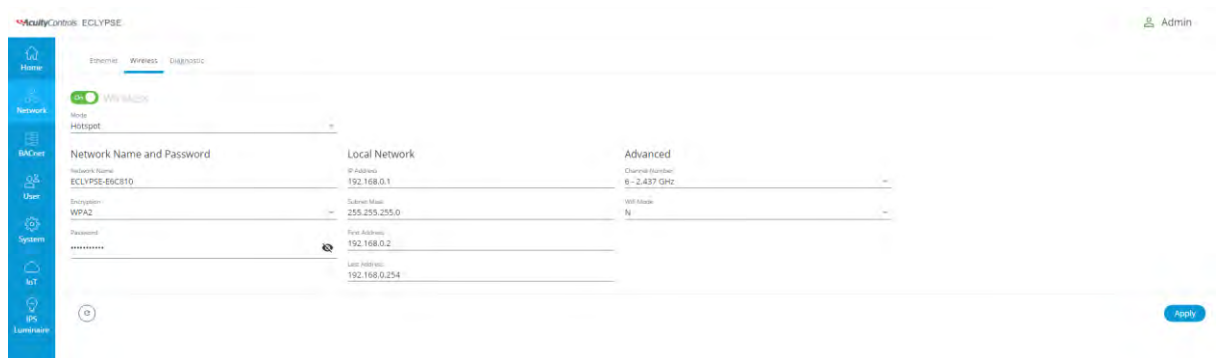 AcuityControls ECLYPSE
Admin
Home
Network
BACnet
User
System
IoT
IPS
Luminaire
Ethernet Wireless Diagnostic
On Wireless
Mode
Hotspot
Network Name and Password
Network Name
ECLYPSE-E6C810
Encryption
WPA2
Password
•••••••••••
Local Network
IP Address
192.168.0.1
Subnet Mask
255.255.255.0
First Address
192.168.0.2
Last Address
192.168.0.254
Advanced
Channel Number
6 - 2.437 GHz
Wifi Mode
N
Apply